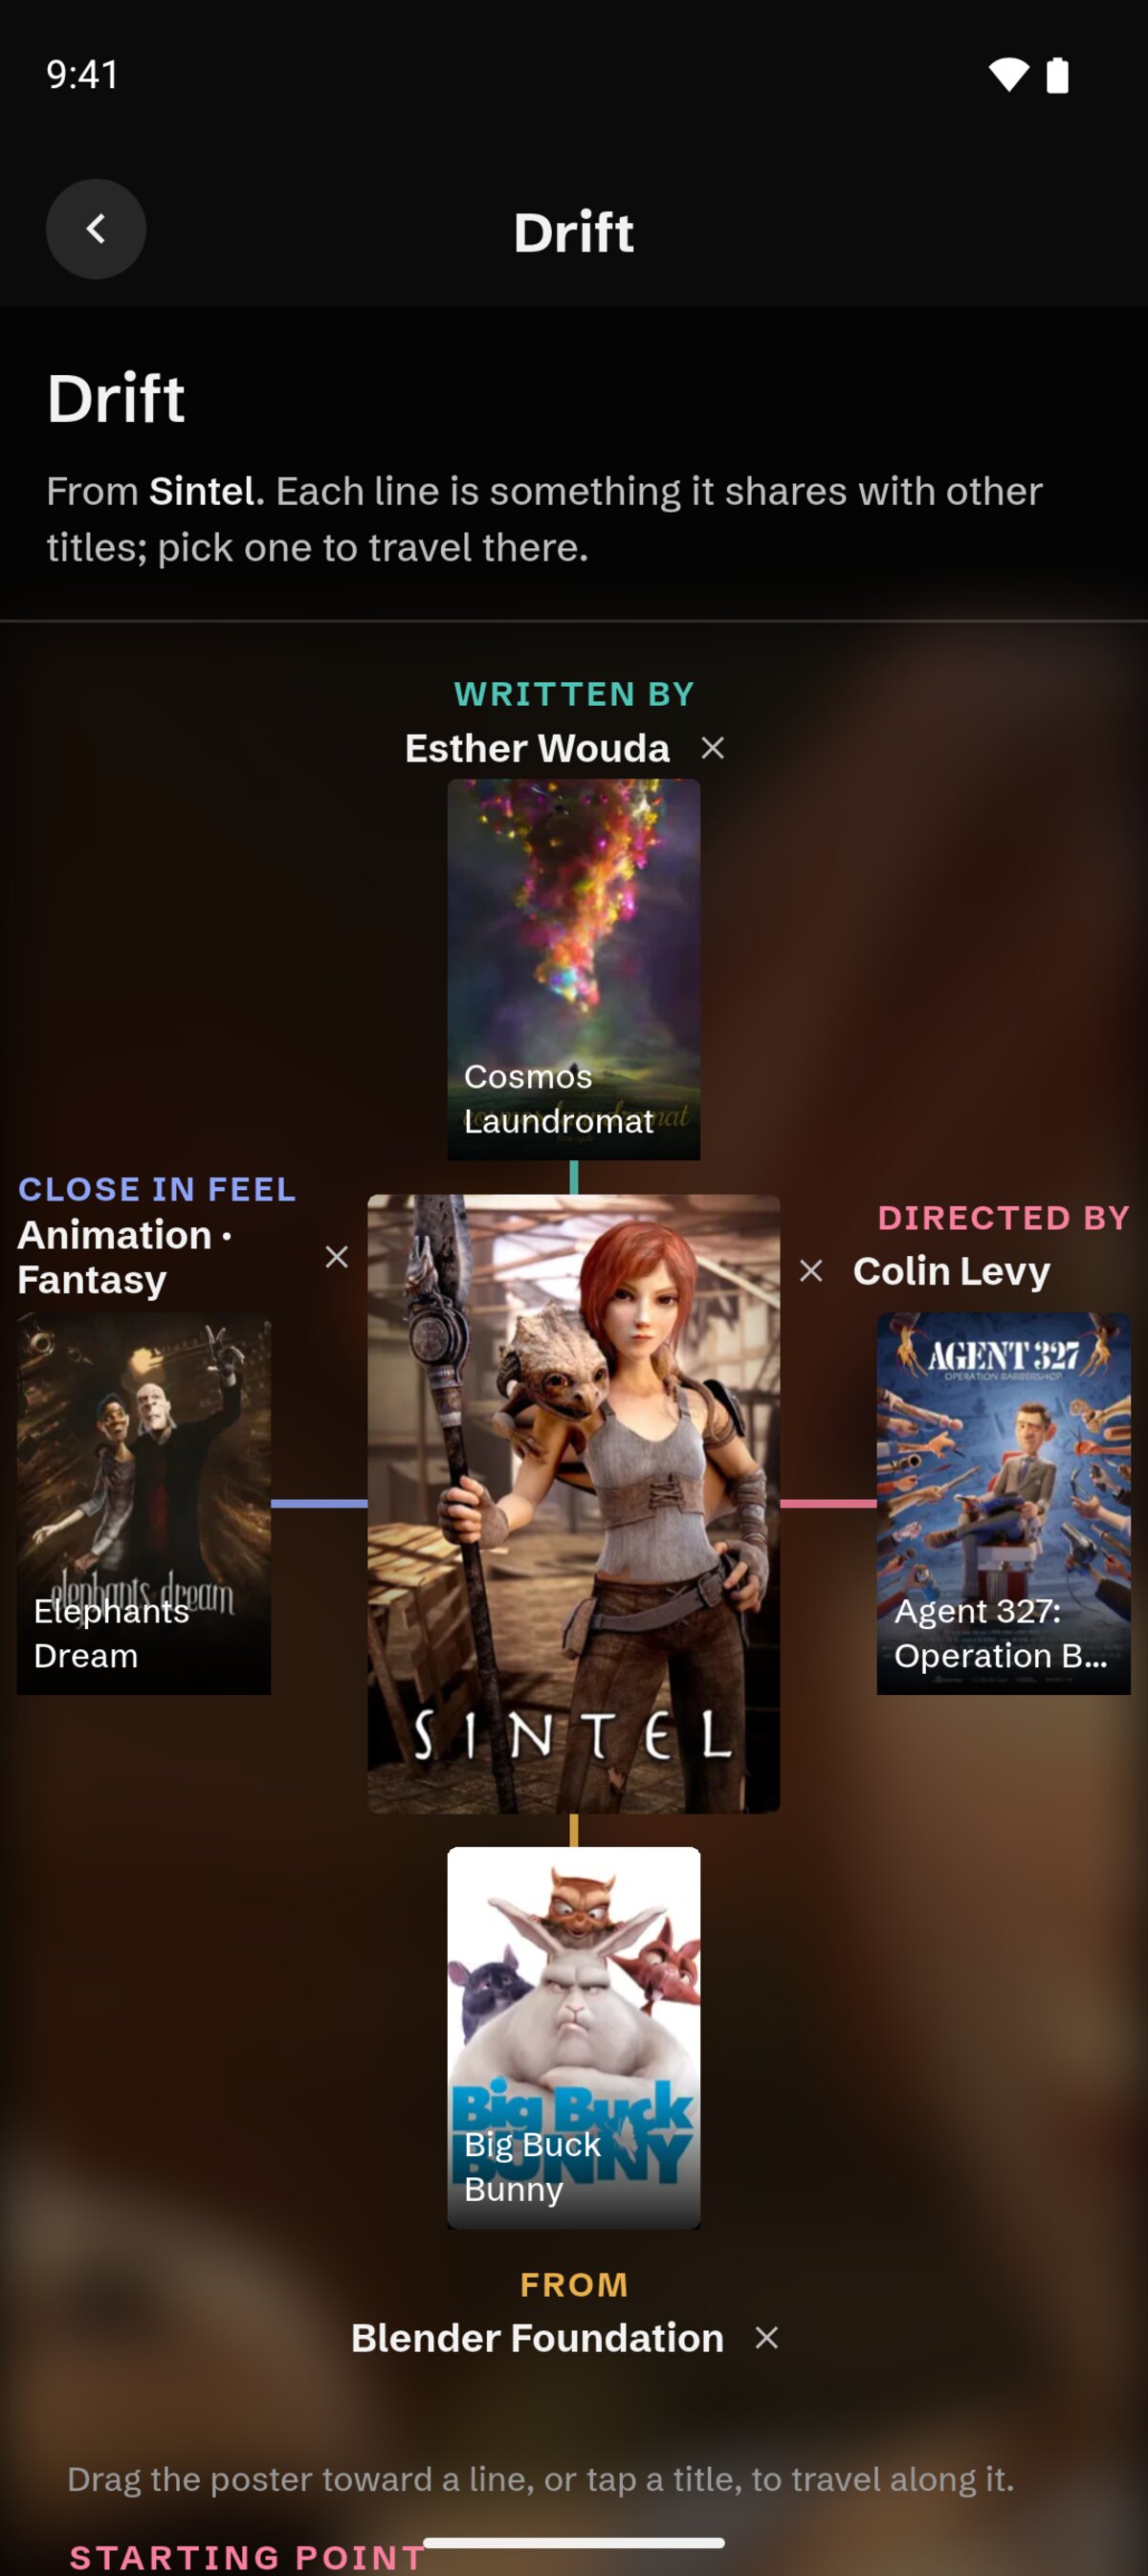 9:41
Drift
Drift
From Sintel. Each line is something it shares with other
titles; pick one to travel there.
WRITTEN BY
Esther Wouda
cosmos laundromat
Cosmos
Laundromat
CLOSE IN FEEL
Animation ·
Fantasy
DIRECTED BY
Colin Levy
elephants dream
Elephants
Dream
SINTEL
AGENT 327
OPERATION BARBERSHOP
Agent 327:
Operation B...
Big Buck
BUNNY
Big Buck
Bunny
FROM
Blender Foundation
Drag the poster toward a line, or tap a title, to travel along it.
STARTING POINT